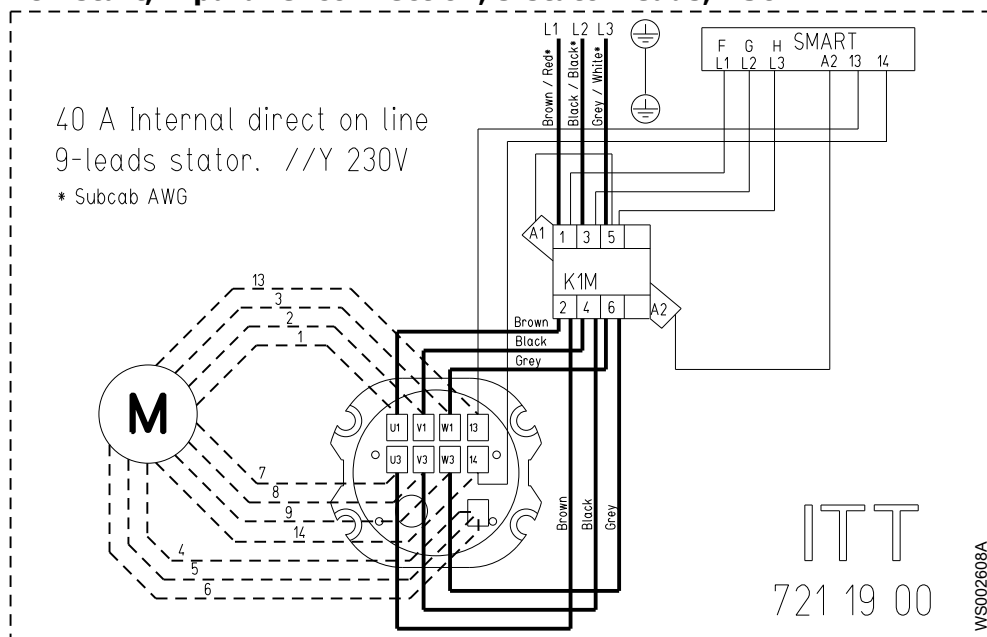 L1 L2 L3
F G H SMART
L1 L2 L3 A2 13 14
Brown / Red*
Black / Black*
Grey / White*
40 A Internal direct on line
9-leads stator. //Y 230V
* Subcab AWG
A1 1 3 5
K1M
2 4 6 A2
13
3
2
1
Brown
Black
Grey
M
U1 V1 W1 13
U3 V3 W3 14
7
8
9
14
4
5
6
Brown
Black
Grey
ITT
721 19 00
WS002608A